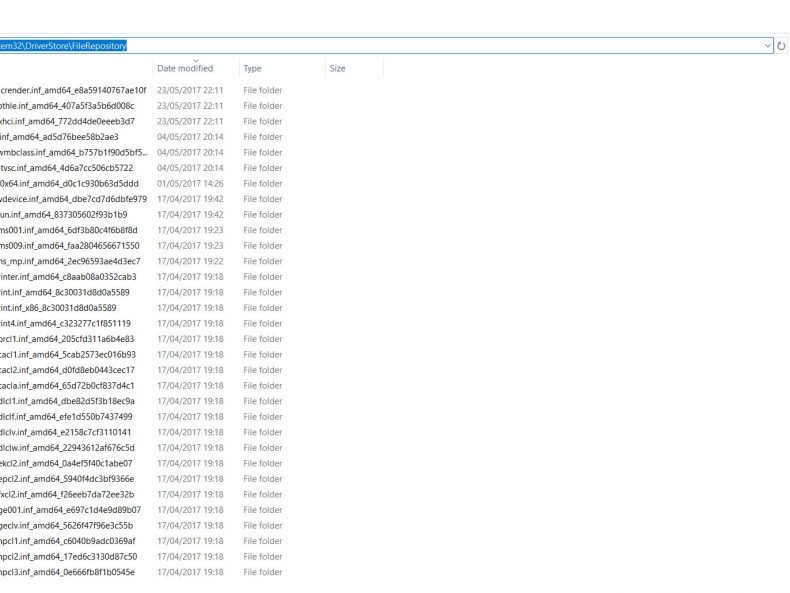 tem32\DriverStore\FileRepository
Date modified Type Size
crender.inf_amd64_e8a59140767ae10f 23/05/2017 22:11 File folder
othle.inf_amd64_407a5f3a5b6d008c 23/05/2017 22:11 File folder
xhci.inf_amd64_772dd4de0eeeb3d7 23/05/2017 22:11 File folder
.inf_amd64_ad5d76bee58b2ae3 04/05/2017 20:14 File folder
wmbclass.inf_amd64_b757b1f90d5bf5... 04/05/2017 20:14 File folder
tvsc.inf_amd64_4d6a7cc506cb5722 04/05/2017 20:14 File folder
0x64.inf_amd64_d0c1c930b63d5ddd 01/05/2017 14:26 File folder
vdevice.inf_amd64_dbe7cd7d6dbfe979 17/04/2017 19:42 File folder
un.inf_amd64_837305602f93b1b9 17/04/2017 19:42 File folder
ms001.inf_amd64_6df3b80c4f6b8f8d 17/04/2017 19:23 File folder
ms009.inf_amd64_faa2804656671550 17/04/2017 19:23 File folder
ns_mp.inf_amd64_2ec96593ae4d3ec7 17/04/2017 19:22 File folder
rinter.inf_amd64_c8aab08a0352cab3 17/04/2017 19:18 File folder
int.inf_amd64_8c30031d8d0a5589 17/04/2017 19:18 File folder
int.inf_x86_8c30031d8d0a5589 17/04/2017 19:18 File folder
int4.inf_amd64_c323277c1f851119 17/04/2017 19:18 File folder
orcl1.inf_amd64_205cfd311a6b4e83 17/04/2017 19:18 File folder
cacl1.inf_amd64_5cab2573ec016b93 17/04/2017 19:18 File folder
cacl2.inf_amd64_d0fd8eb0443cec17 17/04/2017 19:18 File folder
cacla.inf_amd64_65d72b0cf837d4c1 17/04/2017 19:18 File folder
dlcl1.inf_amd64_dbe82d5f3b18ec9a 17/04/2017 19:18 File folder
dlclf.inf_amd64_efe1d550b7437499 17/04/2017 19:18 File folder
dlclv.inf_amd64_e2158c7cf3110141 17/04/2017 19:18 File folder
dlclw.inf_amd64_22943612af676c5d 17/04/2017 19:18 File folder
ekcl2.inf_amd64_0a4ef5f40c1abe07 17/04/2017 19:18 File folder
epcl2.inf_amd64_5940f4dc3bf9366e 17/04/2017 19:18 File folder
fxcl2.inf_amd64_f26eeb7da72ee32b 17/04/2017 19:18 File folder
ge001.inf_amd64_e697c1d4e9d89b07 17/04/2017 19:18 File folder
geclv.inf_amd64_5626f47f96e3c55b 17/04/2017 19:18 File folder
npcl1.inf_amd64_c6040b9adc0369af 17/04/2017 19:18 File folder
npcl2.inf_amd64_17ed6c3130d87c50 17/04/2017 19:18 File folder
npcl3.inf_amd64_0e666fb8f1b0545e 17/04/2017 19:18 File folder